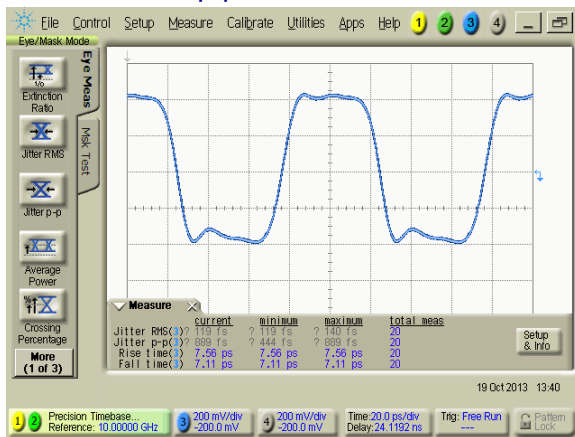 File Control Setup Measure Calibrate Utilities Apps Help 1 2 3 4
Eye/Mask Mode
Eye Meas
Msk Test
Extinction
Ratio
Jitter RMS
Jitter p-p
Average
Power
Crossing
Percentage
More
(1 of 3)
Measure
current minimum maximum total meas
Jitter RMS(3)? 119 fs ? 119 fs ? 140 fs 20
Jitter p-p(3)? 889 fs ? 444 fs ? 889 fs 20
Rise time(3) 7.56 ps 7.56 ps 7.56 ps 20
Fall time(3) 7.11 ps 7.11 ps 7.11 ps 20
Setup
& Info
19 Oct 2013 13:40
1 2 Precision Timebase...
Reference: 10.00000 GHz
3 200 mV/div
-200.0 mV
4 200 mV/div
-200.0 mV
Time:20.0 ps/div
Delay:24.1192 ns
Trig: Free Run
---
Pattern
Lock